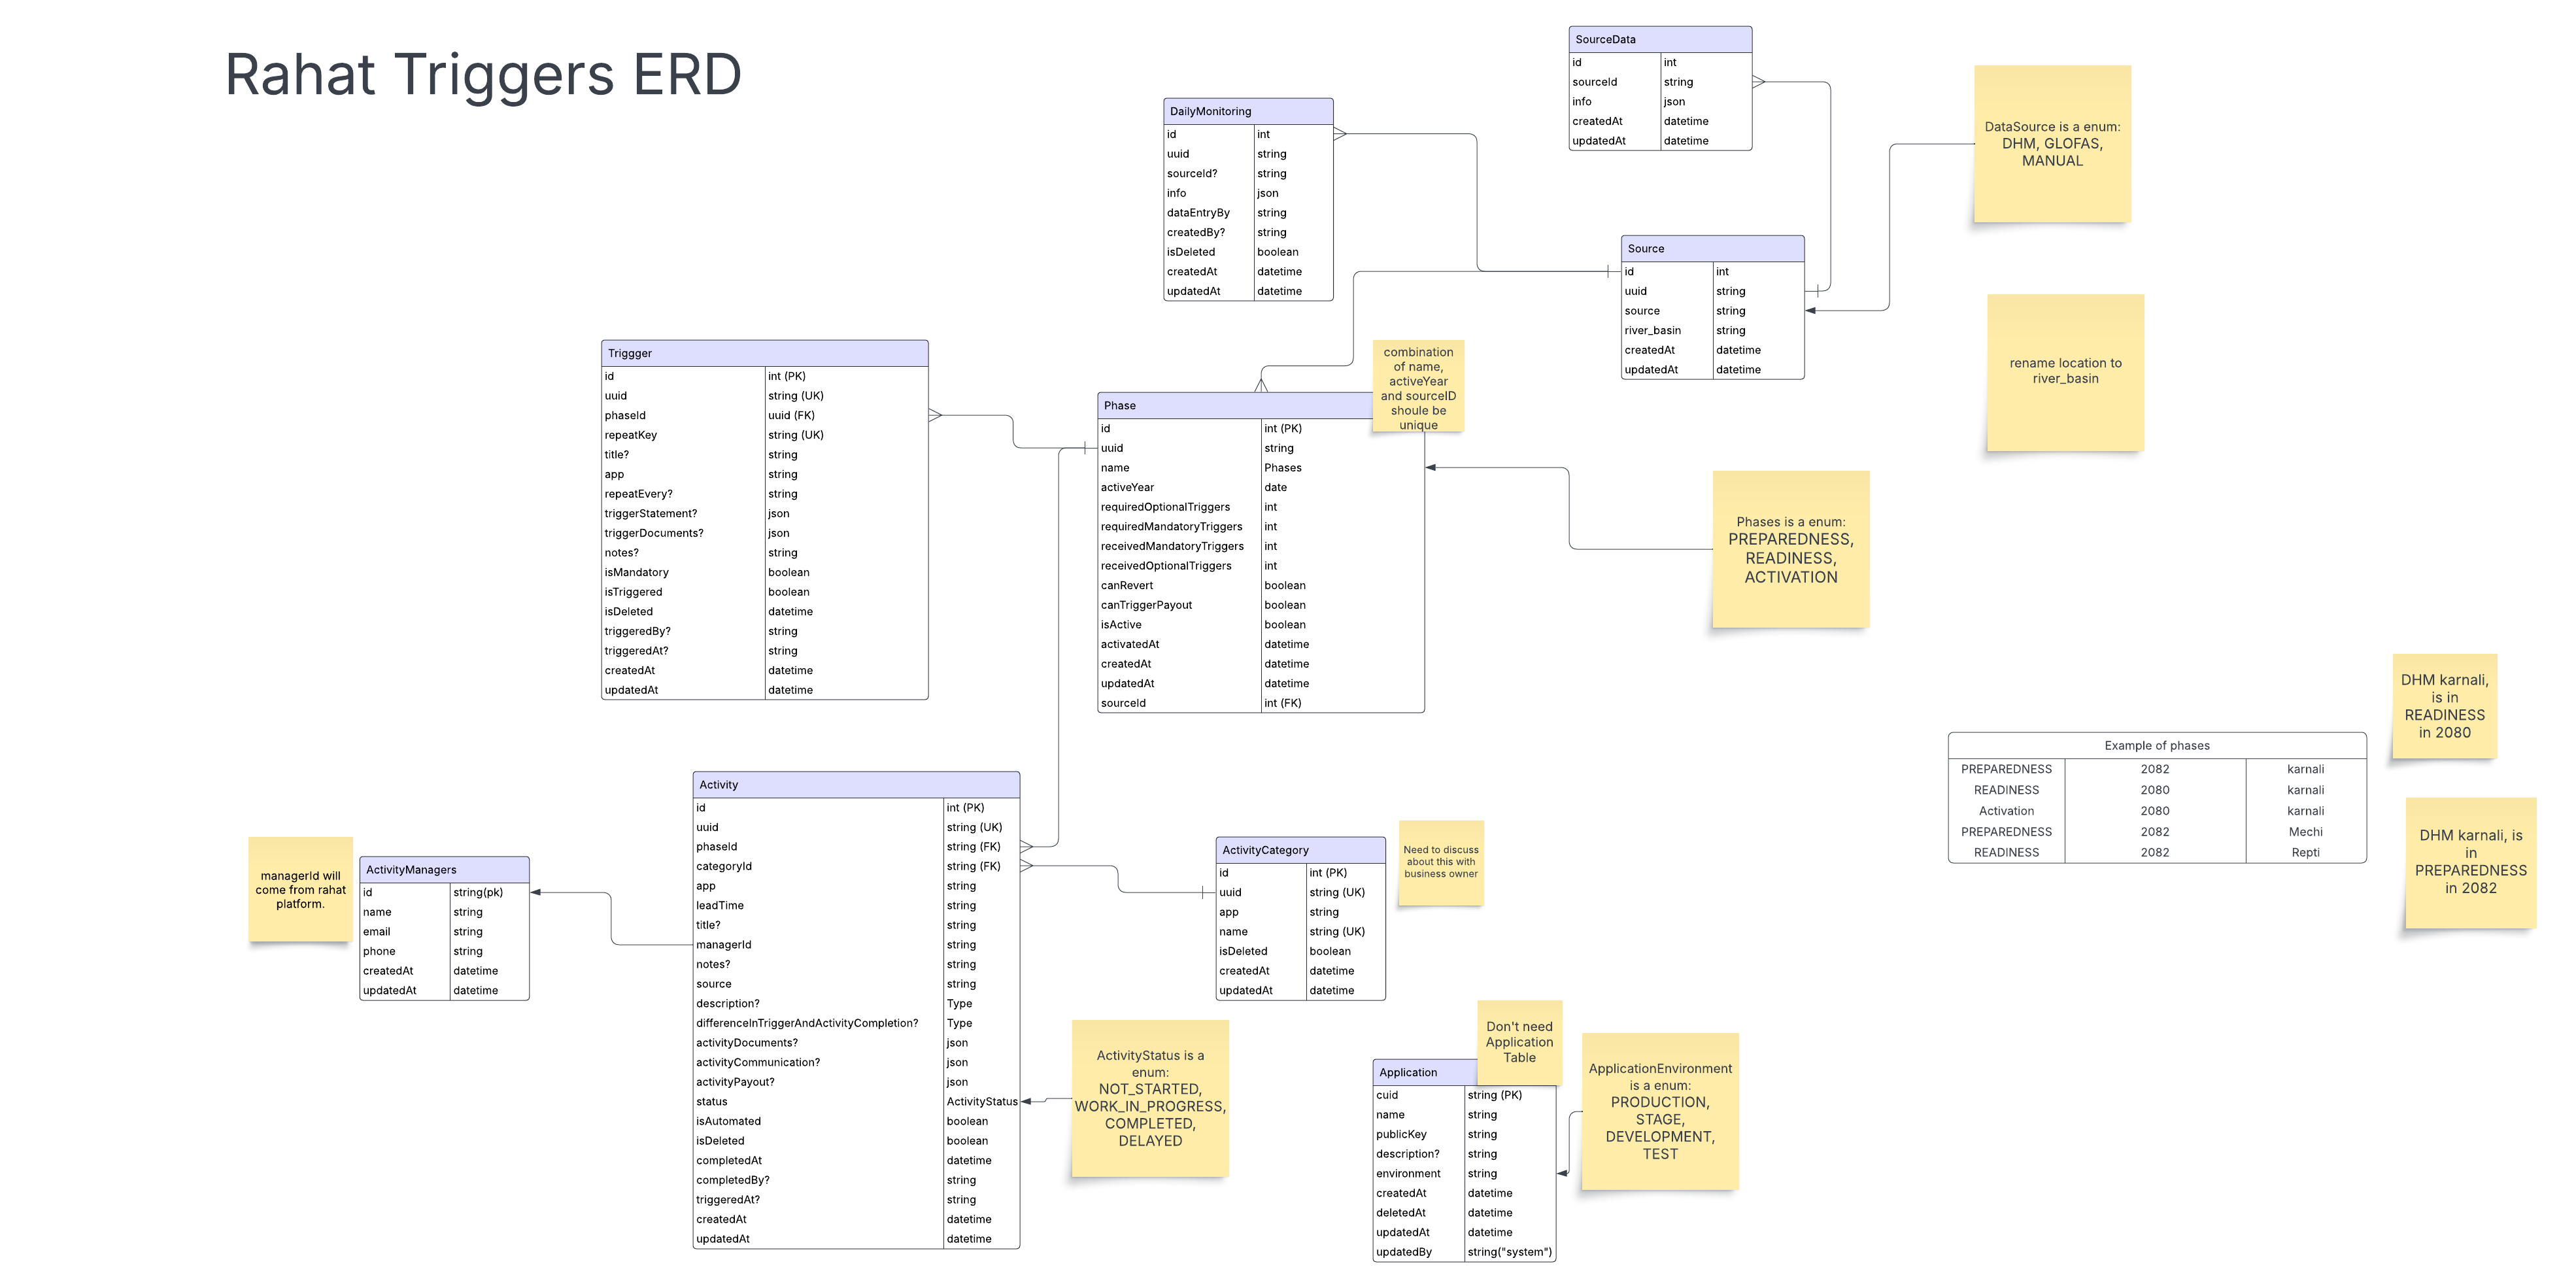 Rahat Triggers ERD
SourceData
id int
sourceId string
info json
createdAt datetime
updatedAt datetime
DataSource is a enum:
DHM, GLOFAS,
MANUAL
DailyMonitoring
id int
uuid string
sourceId? string
info json
dataEntryBy string
createdBy? string
isDeleted boolean
createdAt datetime
updatedAt datetime
Source
id int
uuid string
source string
river_basin string
createdAt datetime
updatedAt datetime
rename location to
river_basin
Triggger
id int (PK)
uuid string (UK)
phaseId uuid (FK)
repeatKey string (UK)
title? string
app string
repeatEvery? string
triggerStatement? json
triggerDocuments? json
notes? string
isMandatory boolean
isTriggered boolean
isDeleted datetime
triggeredBy? string
triggeredAt? string
createdAt datetime
updatedAt datetime
combination
of name,
activeYear
and sourceID
shoule be
unique
Phase
id int (PK)
uuid string
name Phases
activeYear date
requiredOptionalTriggers int
requiredMandatoryTriggers int
receivedMandatoryTriggers int
receivedOptionalTriggers int
canRevert boolean
canTriggerPayout boolean
isActive boolean
activatedAt datetime
createdAt datetime
updatedAt datetime
sourceId int (FK)
Phases is a enum:
PREPAREDNESS,
READINESS,
ACTIVATION
DHM karnali,
is in
READINESS
in 2080
Example of phases
PREPAREDNESS 2082 karnali
READINESS 2080 karnali
Activation 2080 karnali
PREPAREDNESS 2082 Mechi
READINESS 2082 Repti
DHM karnali, is
in
PREPAREDNESS
in 2082
managerId will
come from rahat
platform.
ActivityManagers
id string(pk)
name string
email string
phone string
createdAt datetime
updatedAt datetime
Activity
id int (PK)
uuid string (UK)
phaseId string (FK)
categoryId string (FK)
app string
leadTime string
title? string
managerId string
notes? string
source string
description? Type
differenceInTriggerAndActivityCompletion? Type
activityDocuments? json
activityCommunication? json
activityPayout? json
status ActivityStatus
isAutomated boolean
isDeleted boolean
completedAt datetime
completedBy? string
triggeredAt? string
createdAt datetime
updatedAt datetime
ActivityCategory
id int (PK)
uuid string (UK)
app string
name string (UK)
isDeleted boolean
createdAt datetime
updatedAt datetime
Need to discuss
about this with
business owner
ActivityStatus is a
enum:
NOT_STARTED,
WORK_IN_PROGRESS,
COMPLETED,
DELAYED
Don't need
Application
Table
Application
cuid string (PK)
name string
publicKey string
description? string
environment string
createdAt datetime
deletedAt datetime
updatedAt datetime
updatedBy string("system")
ApplicationEnvironment
is a enum:
PRODUCTION,
STAGE,
DEVELOPMENT,
TEST